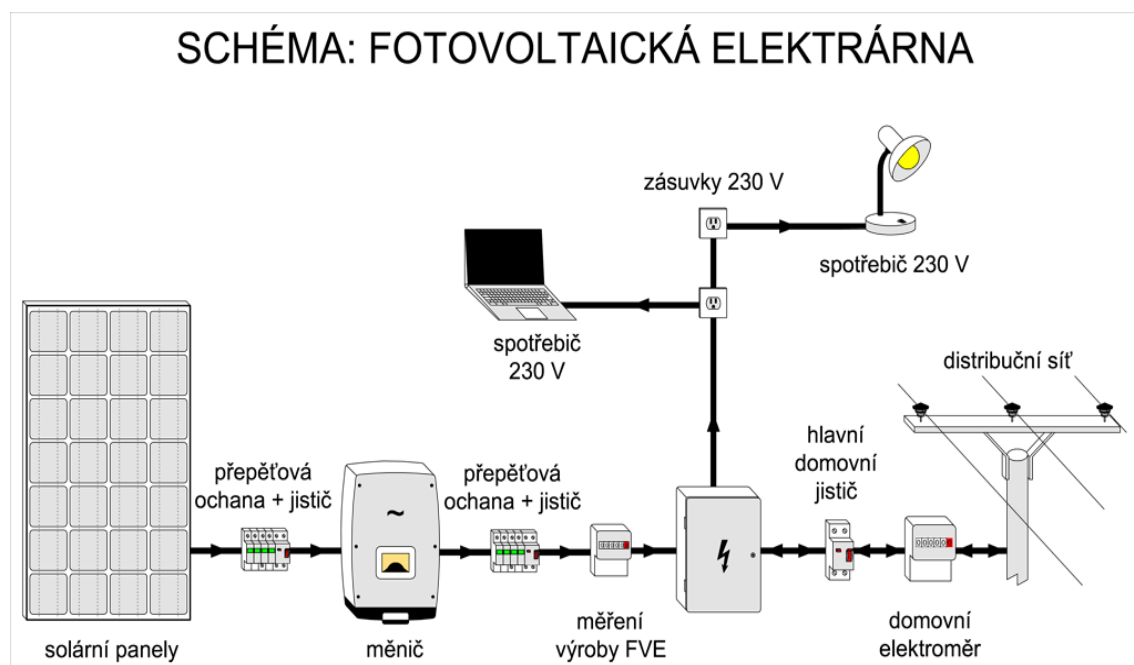 SCHÉMA: FOTOVOLTAICKÁ ELEKTRÁRNA
zásuvky 230 V
spotřebič 230 V
spotřebič
230 V
distribuční síť
hlavní
domovní
jistič
přepěťová
ochana + jistič
přepěťová
ochana + jistič
~
solární panely
měnič
měření
výroby FVE
domovní
elektroměr